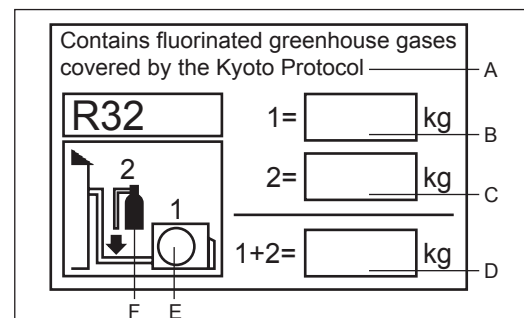 Contains fluorinated greenhouse gases
covered by the Kyoto Protocol
A
R32
1= kg
B
2= kg
C
1+2= kg
D
2
1
F E